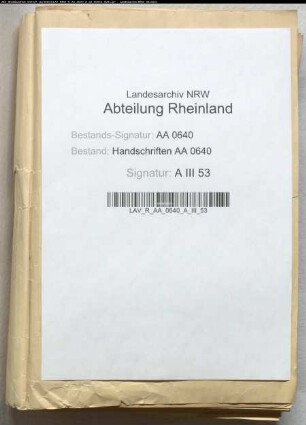 Landesarchiv NRW
Abteilung Rheinland
Bestands-Signatur: AA 0640
Bestand: Handschriften AA 0640
Signatur: A III 53
LAV_R_AA_0640_A_III_53